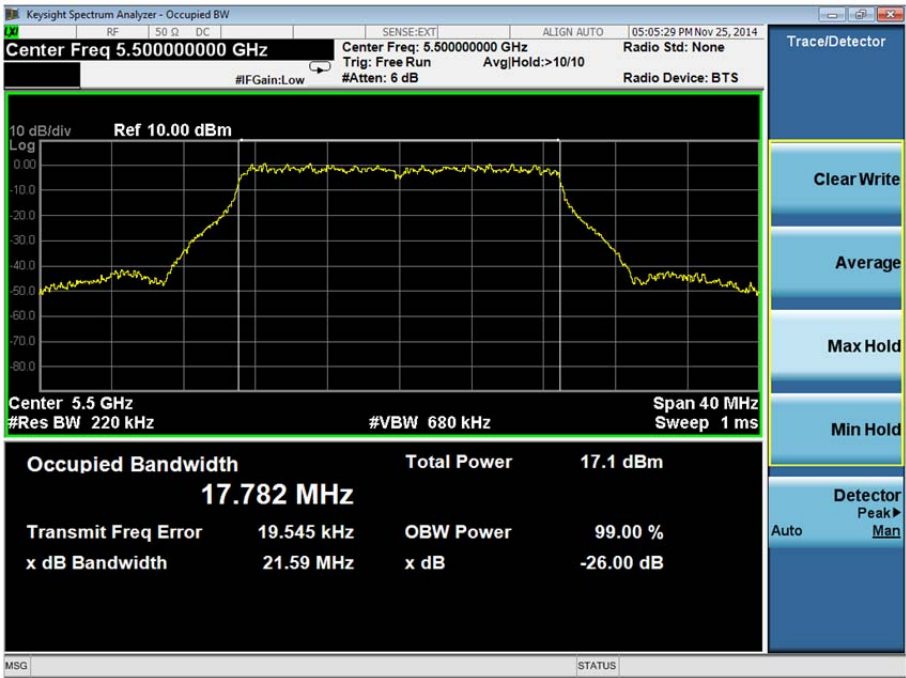 Keysight Spectrum Analyzer - Occupied BW
LXI RF 50 Ω DC SENSE:EXT ALIGN AUTO 05:05:29 PM Nov 25, 2014
Center Freq 5.500000000 GHz Center Freq: 5.500000000 GHz Radio Std: None
Trig: Free Run Avg|Hold:>10/10
#IFGain:Low #Atten: 6 dB Radio Device: BTS
Trace/Detector
10 dB/div Ref 10.00 dBm
Log
0.00
-10.0
-20.0
-30.0
-40.0
-50.0
-60.0
-70.0
-80.0
Center 5.5 GHz Span 40 MHz
#Res BW 220 kHz #VBW 680 kHz Sweep 1 ms
Occupied Bandwidth Total Power 17.1 dBm
17.782 MHz
Transmit Freq Error 19.545 kHz OBW Power 99.00 %
x dB Bandwidth 21.59 MHz x dB -26.00 dB
Clear Write
Average
Max Hold
Min Hold
Detector
Peak▶
Auto Man
MSG STATUS